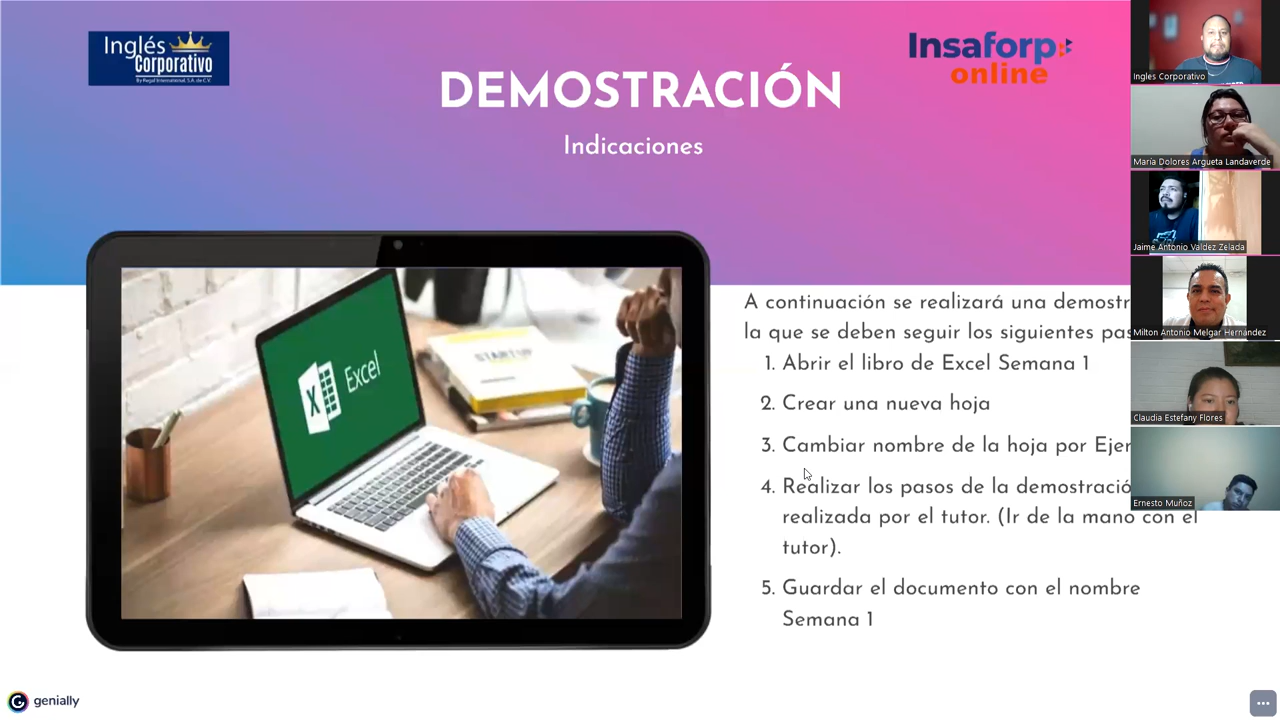 Inglés
Corporativo
By Regal International, S.A. de C.V.
Insaforp
online
DEMOSTRACIÓN
Indicaciones
Excel
STARTUP
A continuación se realizará una demostr
la que se deben seguir los siguientes pas
1. Abrir el libro de Excel Semana 1
2. Crear una nueva hoja
3. Cambiar nombre de la hoja por Ejer
4. Realizar los pasos de la demostració
realizada por el tutor. (Ir de la mano con el
tutor).
5. Guardar el documento con el nombre
Semana 1
genially
Ingles Corporativo
María Dolores Argueta Landaverde
Jaime Antonio Valdez Zelada
Milton Antonio Melgar Hernández
Claudia Estefany Flores
Ernesto Muñoz